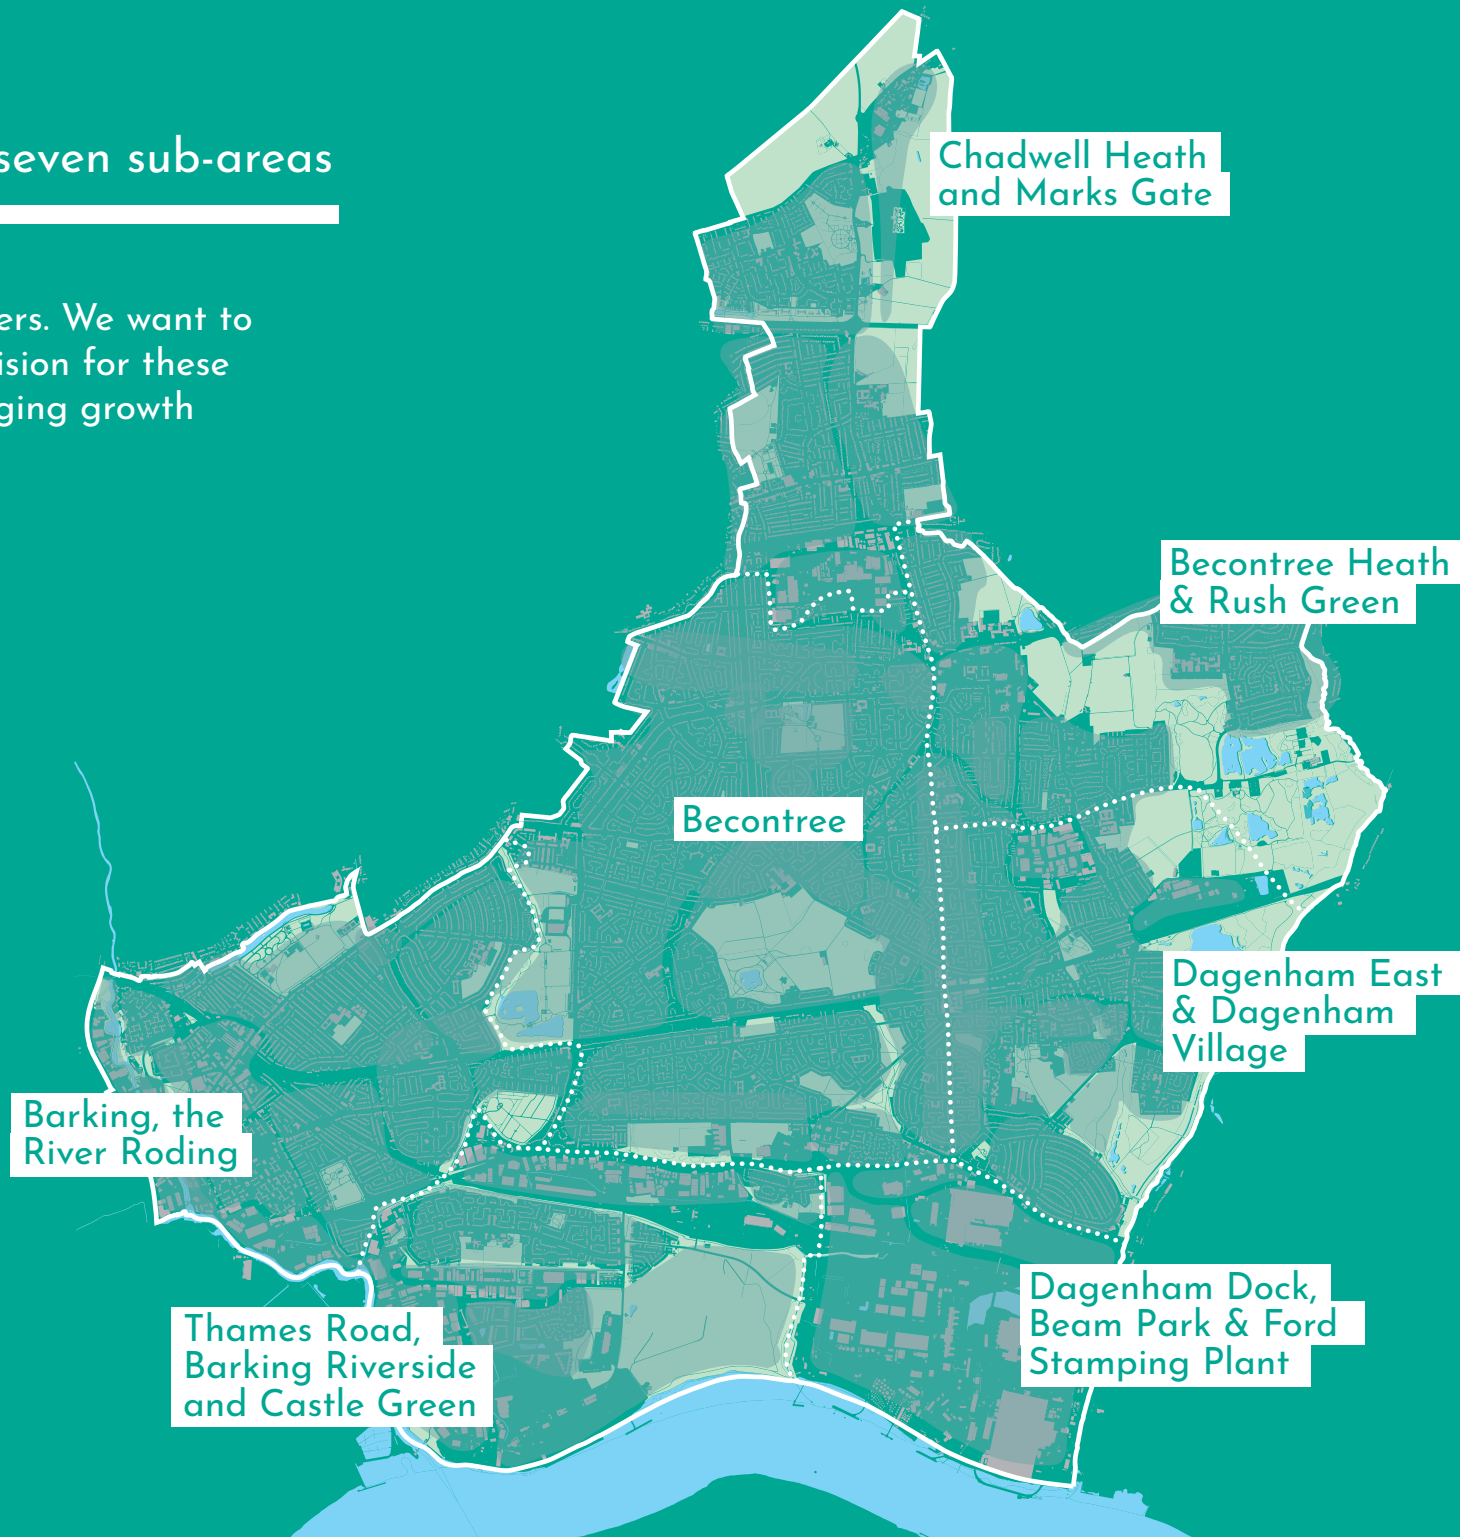 seven sub-areas
ers. We want to
ision for these
ging growth
Chadwell Heath
and Marks Gate
Becontree Heath
& Rush Green
Becontree
Dagenham East
& Dagenham
Village
Barking, the
River Roding
Dagenham Dock,
Beam Park & Ford
Stamping Plant
Thames Road,
Barking Riverside
and Castle Green